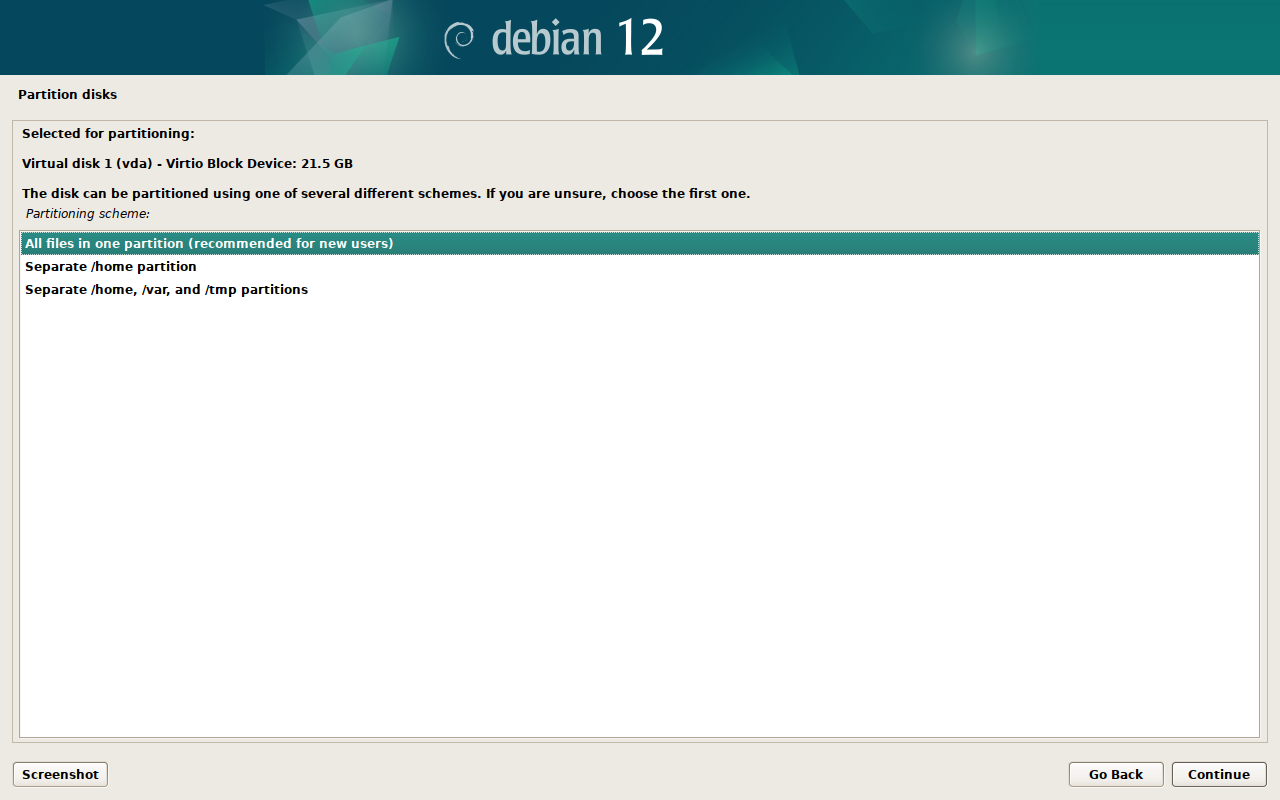 debian 12
Partition disks
Selected for partitioning:
Virtual disk 1 (vda) - Virtio Block Device: 21.5 GB
The disk can be partitioned using one of several different schemes. If you are unsure, choose the first one.
Partitioning scheme:
All files in one partition (recommended for new users)
Separate /home partition
Separate /home, /var, and /tmp partitions
Screenshot
Go Back
Continue